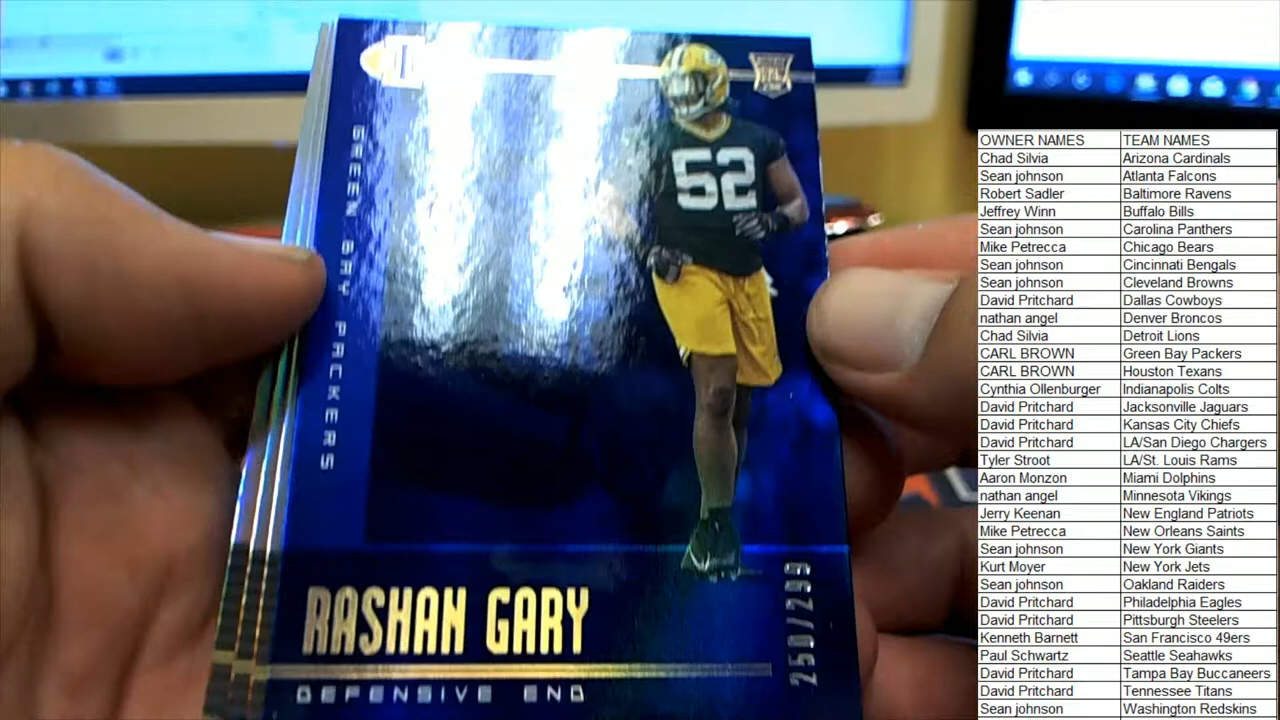 GREEN BAY PACKERS
52
RASHAN GARY
DEFENSIVE END
250/299
OWNER NAMES TEAM NAMES
Chad Silvia Arizona Cardinals
Sean johnson Atlanta Falcons
Robert Sadler Baltimore Ravens
Jeffrey Winn Buffalo Bills
Sean johnson Carolina Panthers
Mike Petrecca Chicago Bears
Sean johnson Cincinnati Bengals
Sean johnson Cleveland Browns
David Pritchard Dallas Cowboys
nathan angel Denver Broncos
Chad Silvia Detroit Lions
CARL BROWN Green Bay Packers
CARL BROWN Houston Texans
Cynthia Ollenburger Indianapolis Colts
David Pritchard Jacksonville Jaguars
David Pritchard Kansas City Chiefs
David Pritchard LA/San Diego Chargers
Tyler Stroot LA/St. Louis Rams
Aaron Monzon Miami Dolphins
nathan angel Minnesota Vikings
Jerry Keenan New England Patriots
Mike Petrecca New Orleans Saints
Sean johnson New York Giants
Kurt Moyer New York Jets
Sean johnson Oakland Raiders
David Pritchard Philadelphia Eagles
David Pritchard Pittsburgh Steelers
Kenneth Barnett San Francisco 49ers
Paul Schwartz Seattle Seahawks
David Pritchard Tampa Bay Buccaneers
David Pritchard Tennessee Titans
Sean johnson Washington Redskins